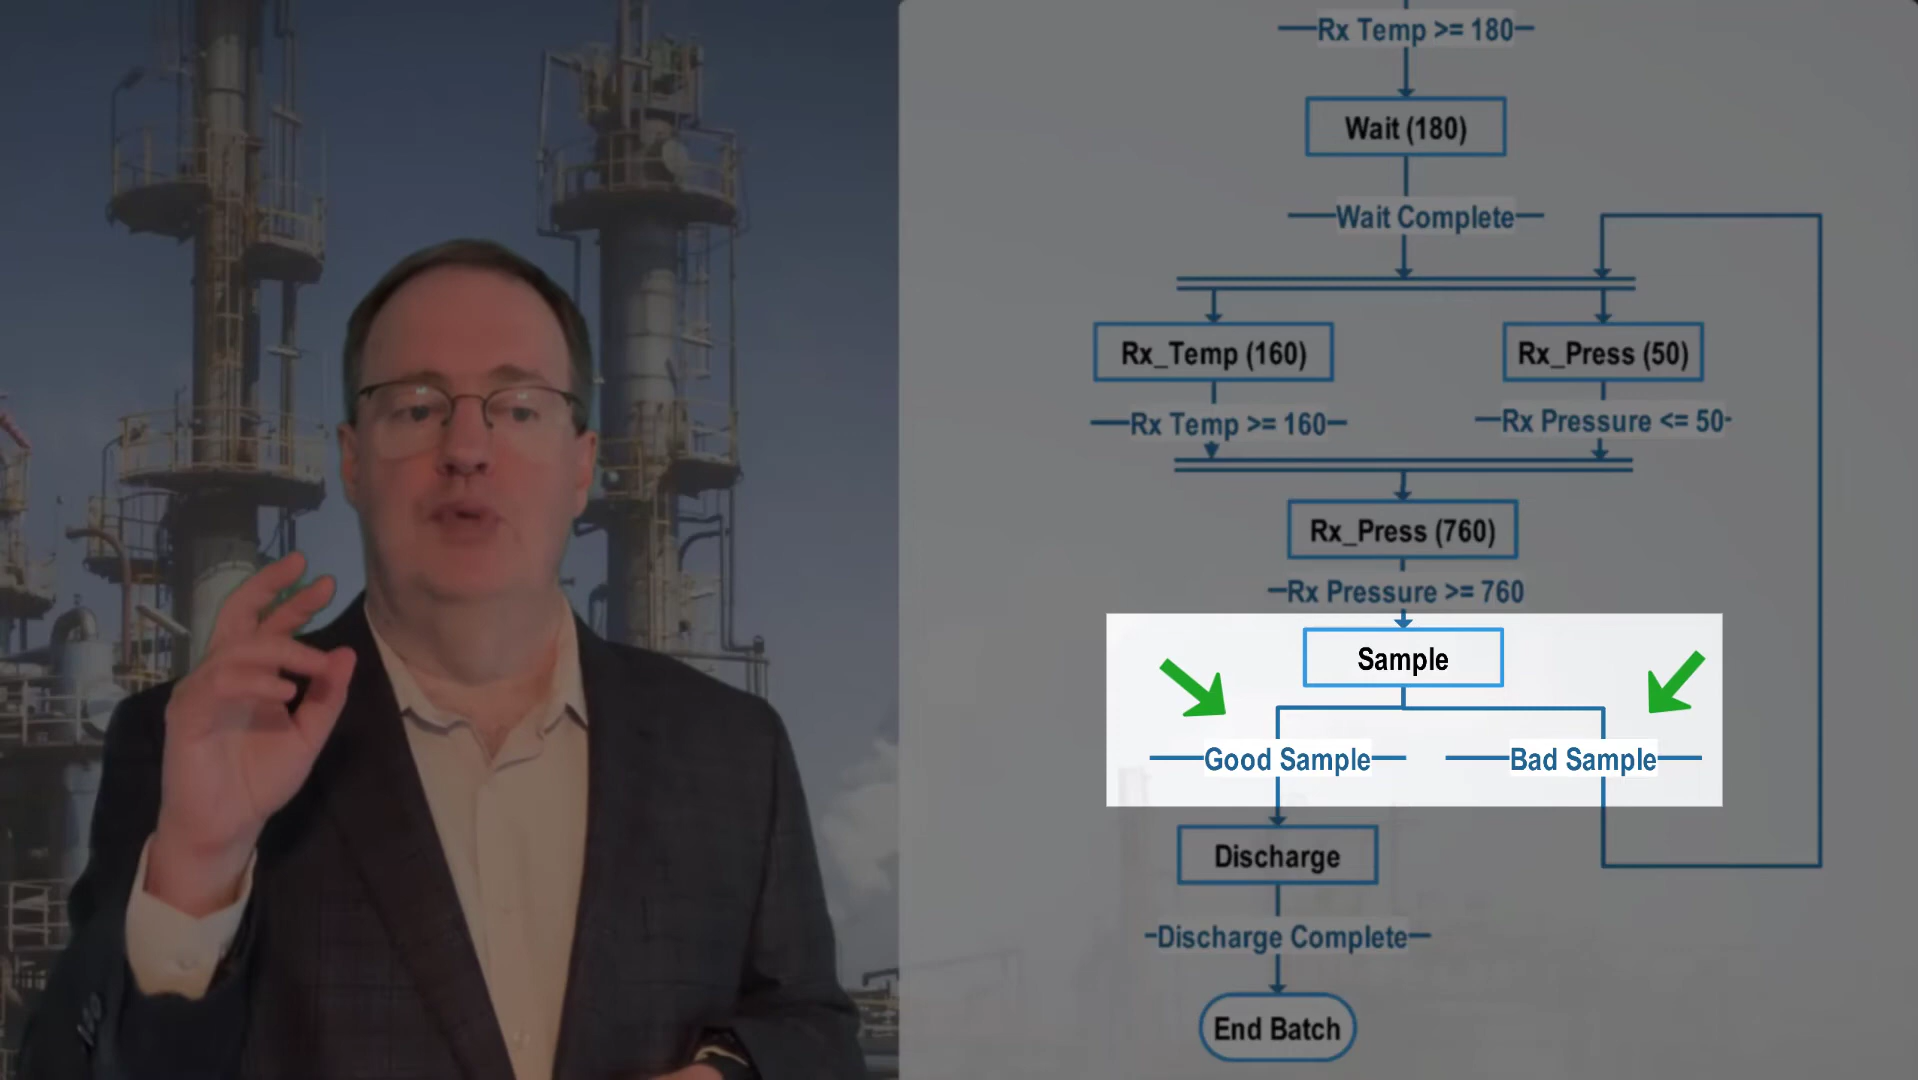 Rx Temp >= 180
Wait (180)
Wait Complete
Rx_Temp (160)
Rx_Press (50)
Rx Temp >= 160
Rx Pressure <= 50
Rx_Press (760)
Rx Pressure >= 760
Sample
Good Sample
Bad Sample
Discharge
Discharge Complete
End Batch